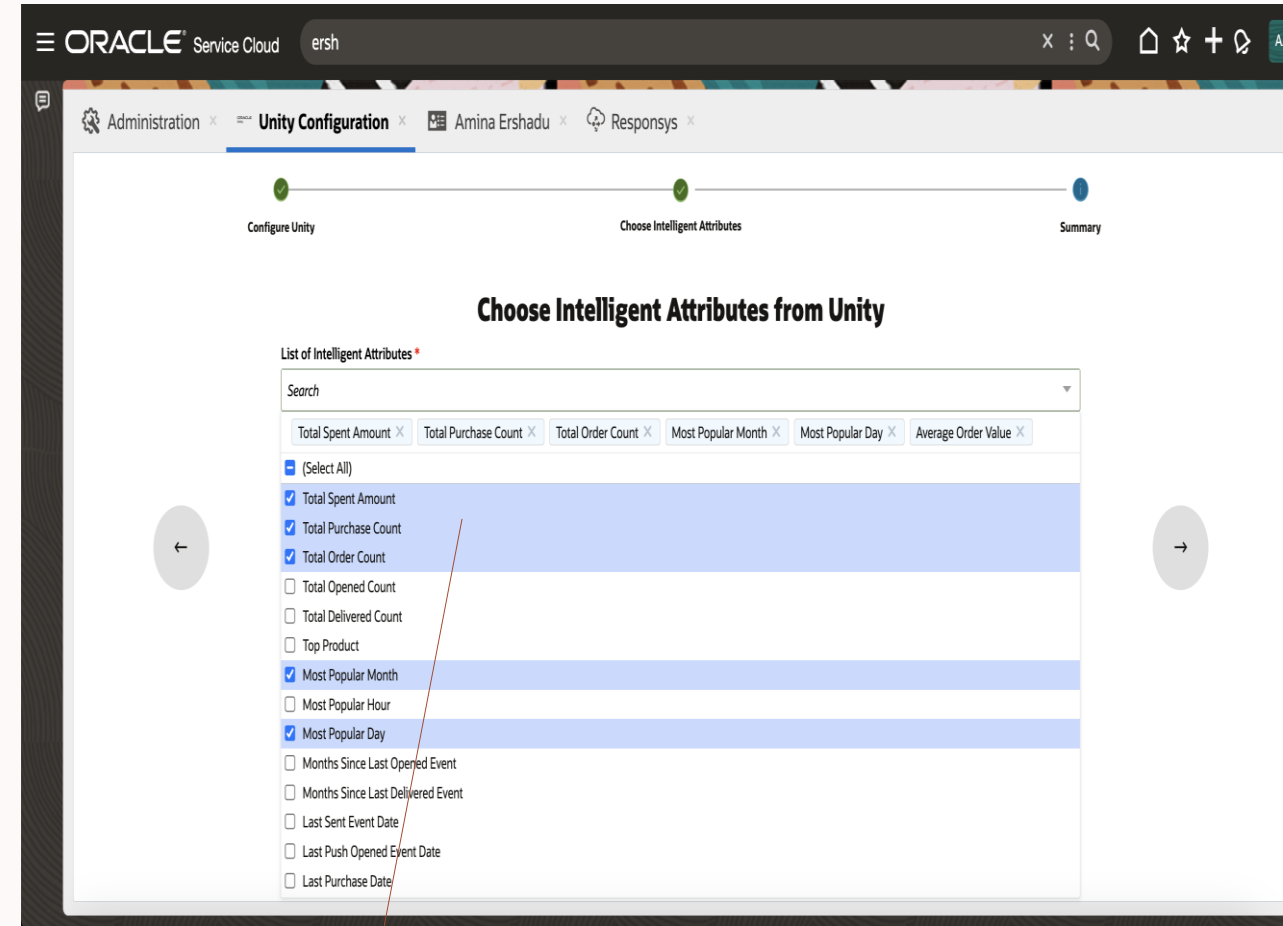 ORACLE Service Cloud ersh
Administration Unity Configuration Amina Ershadu Responsys
Configure Unity Choose Intelligent Attributes Summary
Choose Intelligent Attributes from Unity
List of Intelligent Attributes *
Search
Total Spent Amount Total Purchase Count Total Order Count Most Popular Month Most Popular Day Average Order Value
(Select All)
Total Spent Amount
Total Purchase Count
Total Order Count
Total Opened Count
Total Delivered Count
Top Product
Most Popular Month
Most Popular Hour
Most Popular Day
Months Since Last Opened Event
Months Since Last Delivered Event
Last Sent Event Date
Last Push Opened Event Date
Last Purchase Date